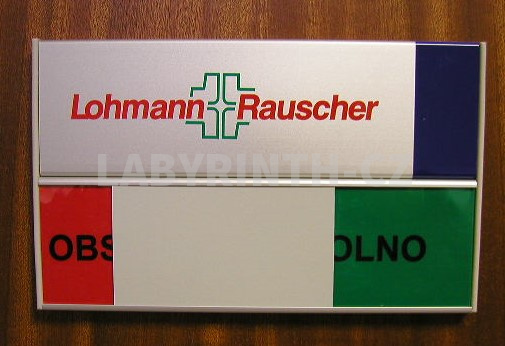 Lohmann Rauscher
LABYRINTH-CZ
OBS OLNO